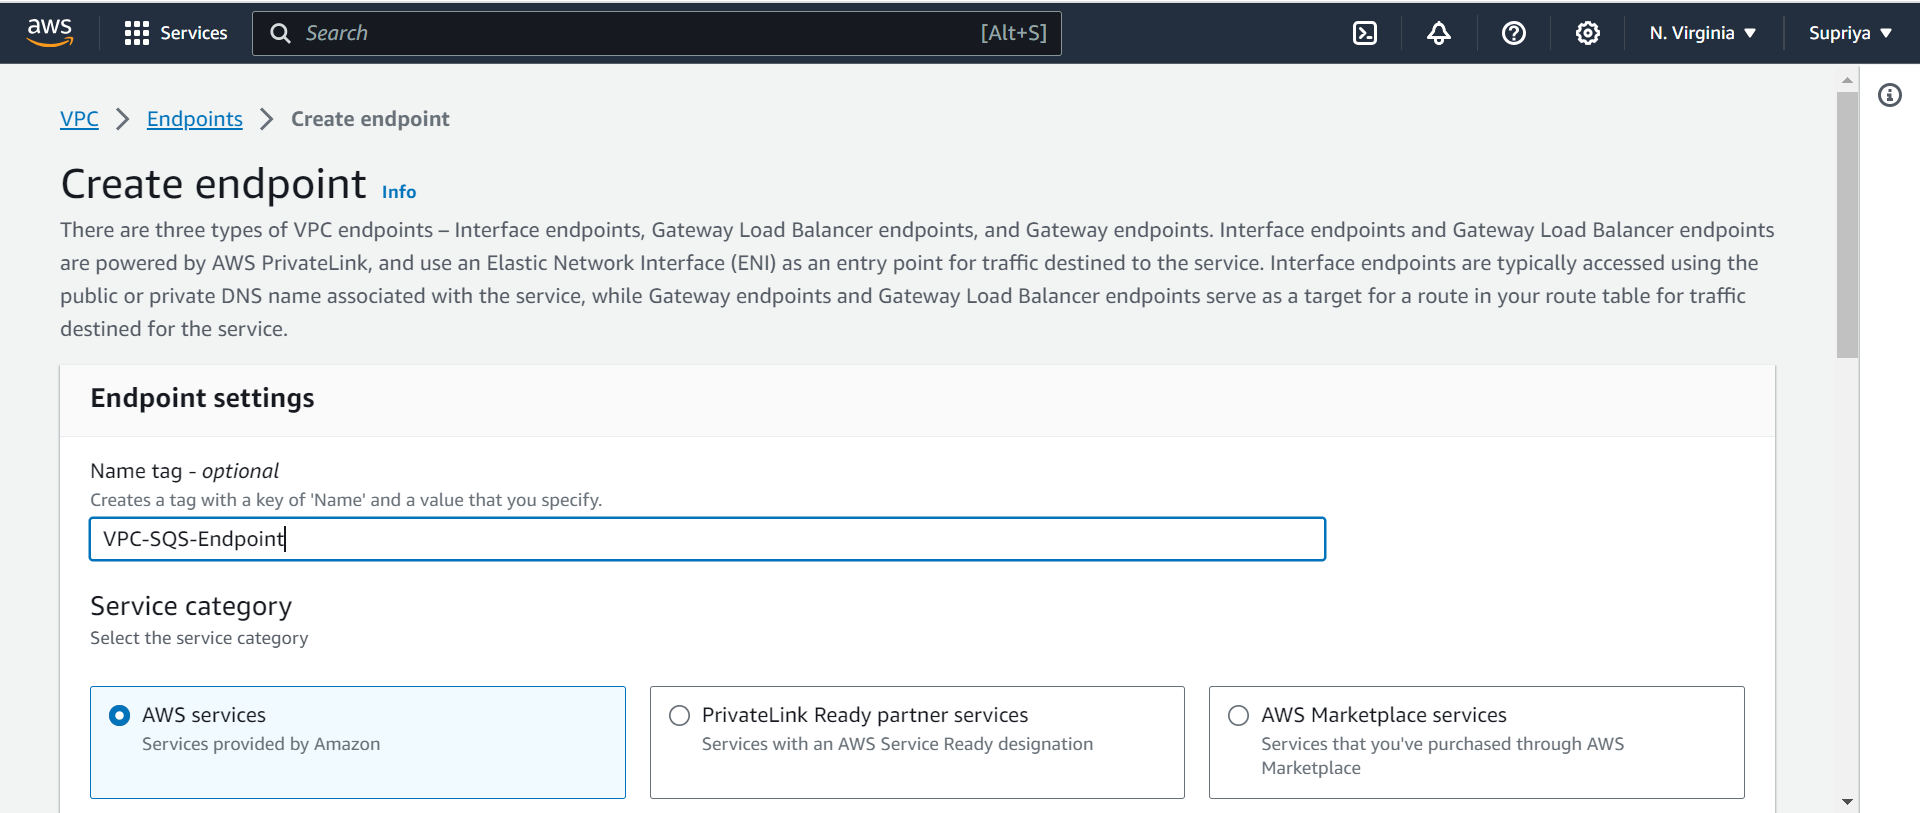 aws Services Search [Alt+S] N. Virginia Supriya
VPC Endpoints Create endpoint
Create endpoint Info
There are three types of VPC endpoints – Interface endpoints, Gateway Load Balancer endpoints, and Gateway endpoints. Interface endpoints and Gateway Load Balancer endpoints
are powered by AWS PrivateLink, and use an Elastic Network Interface (ENI) as an entry point for traffic destined to the service. Interface endpoints are typically accessed using the
public or private DNS name associated with the service, while Gateway endpoints and Gateway Load Balancer endpoints serve as a target for a route in your route table for traffic
destined for the service.
Endpoint settings
Name tag - optional
Creates a tag with a key of 'Name' and a value that you specify.
VPC-SQS-Endpoint
Service category
Select the service category
AWS services
Services provided by Amazon
PrivateLink Ready partner services
Services with an AWS Service Ready designation
AWS Marketplace services
Services that you've purchased through AWS
Marketplace